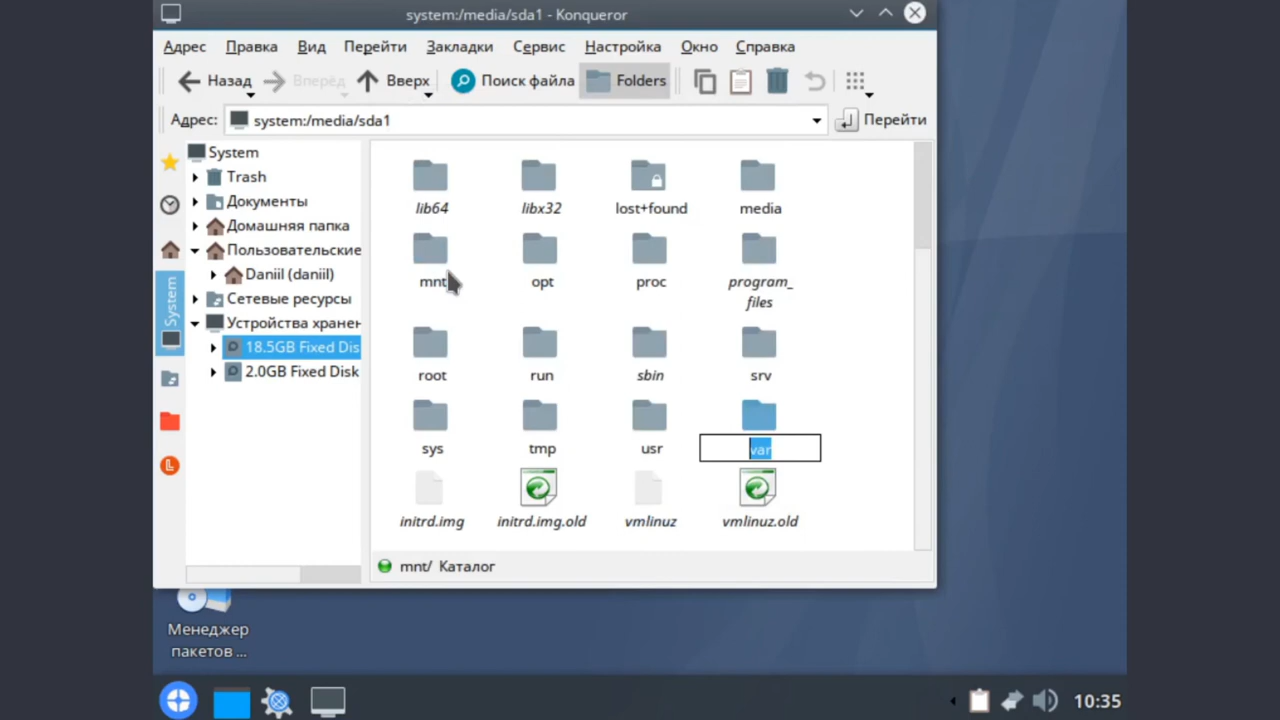 system:/media/sda1 - Konqueror
Адрес Правка Вид Перейти Закладки Сервис Настройка Окно Справка
Назад Вперёд Вверх Поиск файла Folders
Адрес: system:/media/sda1 Перейти
System
Trash
Документы
Домашняя папка
Пользовательские
Daniil (daniil)
Сетевые ресурсы
Устройства хранен
18.5GB Fixed Dis
2.0GB Fixed Disk
System
lib64 libx32 lost+found media
mnt opt proc program_
files
root run sbin srv
sys tmp usr var
initrd.img initrd.img.old vmlinuz vmlinuz.old
mnt/ Каталог
Менеджер
пакетов ...
10:35